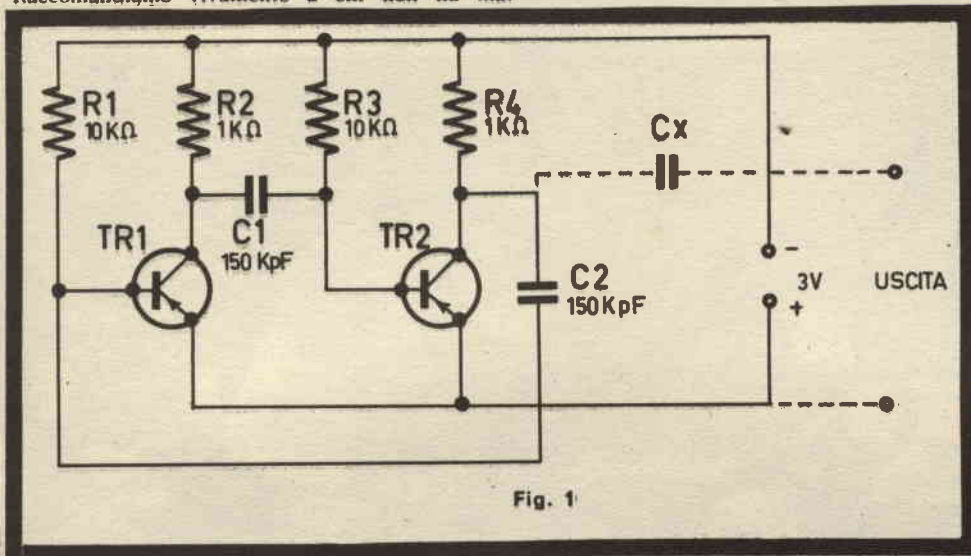 R1
10KΩ
R2
1KΩ
R3
10KΩ
R4
1KΩ
Cx
TR1
C1
150 KpF
TR2
C2
150KpF
-
3V
+
USCITA
Fig. 1